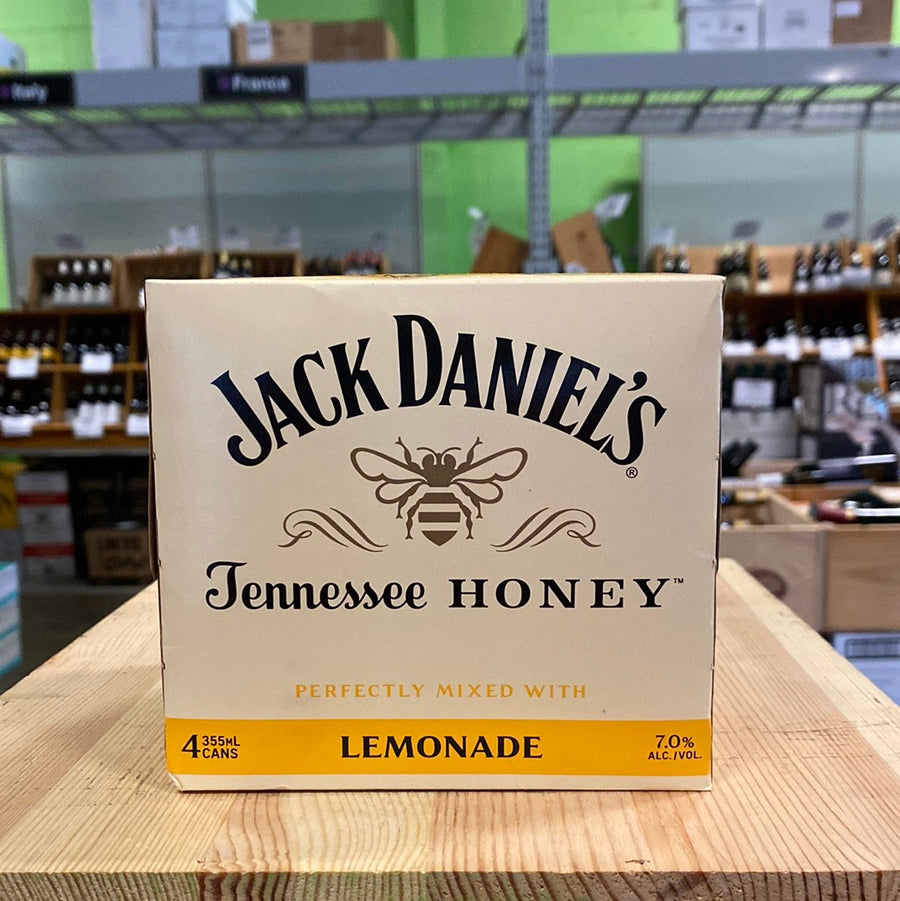 Italy
France
JACK DANIEL'S
®
Tennessee HONEY™
PERFECTLY MIXED WITH
4 355mL CANS
LEMONADE
7.0% ALC./VOL.